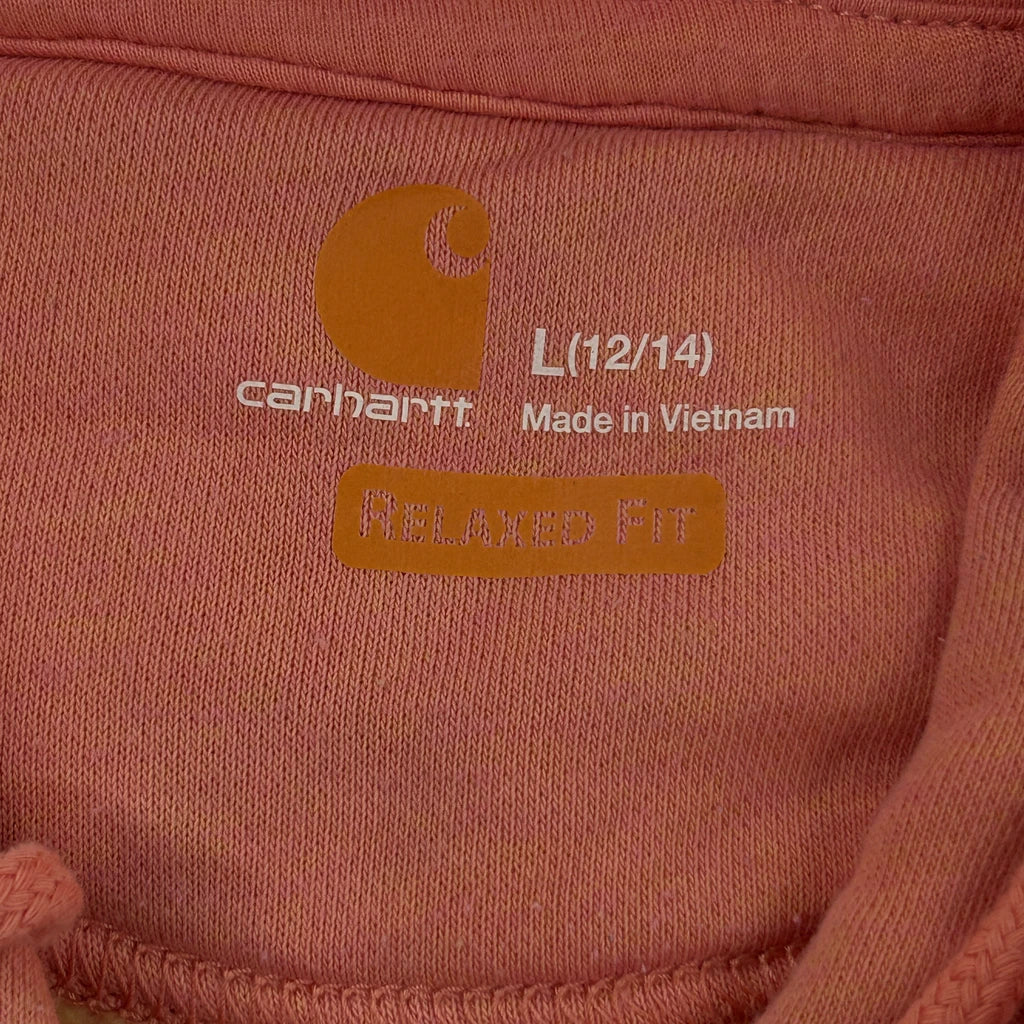 carhartt
L(12/14)
Made in Vietnam
RELAXED FIT